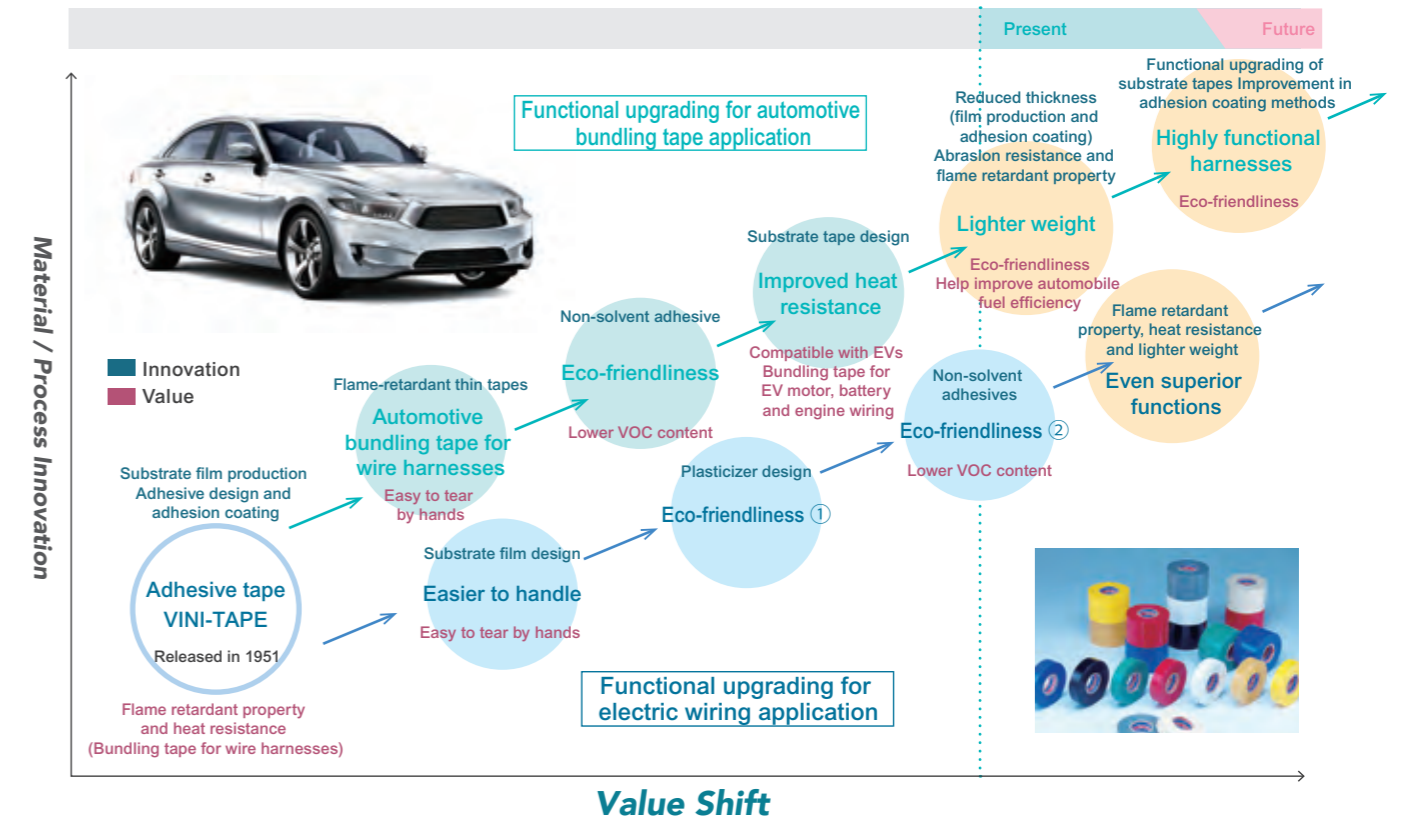 Present
Future
Functional upgrading for automotive
bundling tape application
Functional upgrading of
substrate tapes Improvement in
adhesion coating methods
Highly functional
harnesses
Eco-friendliness
Reduced thickness
(film production and
adhesion coating)
Abraslon resistance and
flame retardant property
Lighter weight
Eco-friendliness
Help improve automobile
fuel efficiency
Substrate tape design
Improved heat
resistance
Compatible with EVs
Bundling tape for
EV motor, battery
and engine wiring
Non-solvent adhesive
Eco-friendliness
Lower VOC content
Material / Process Innovation
Innovation
Value
Flame-retardant thin tapes
Automotive
bundling tape for
wire harnesses
Easy to tear
by hands
Flame retardant
property, heat resistance
and lighter weight
Even superior
functions
Non-solvent
adhesives
Eco-friendliness ②
Lower VOC content
Plasticizer design
Eco-friendliness ①
Substrate film production
Adhesive design and
adhesion coating
Adhesive tape
VINI-TAPE
Released in 1951
Flame retardant property
and heat resistance
(Bundling tape for wire harnesses)
Substrate film design
Easier to handle
Easy to tear by hands
Functional upgrading for
electric wiring application
Value Shift